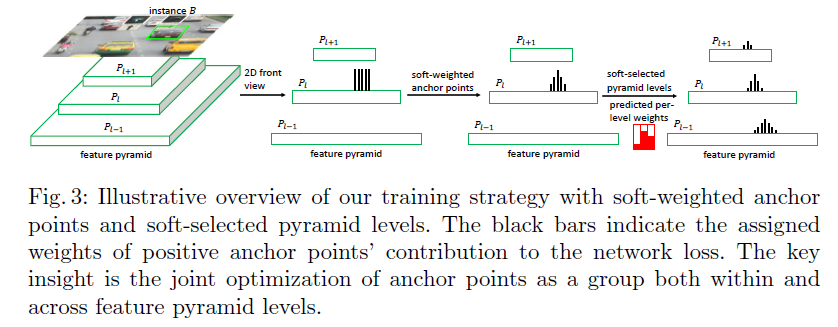 instance B
P_{l+1}
P_l
P_{l−1}
feature pyramid
2D front
view
P_{l+1}
P_l
P_{l−1}
feature pyramid
soft-weighted
anchor points
P_{l+1}
P_l
P_{l−1}
feature pyramid
soft-selected
pyramid levels
predicted per-
level weights
P_{l+1}
P_l
P_{l−1}
feature pyramid
Fig. 3: Illustrative overview of our training strategy with soft-weighted anchor
points and soft-selected pyramid levels. The black bars indicate the assigned
weights of positive anchor points’ contribution to the network loss. The key
insight is the joint optimization of anchor points as a group both within and
across feature pyramid levels.